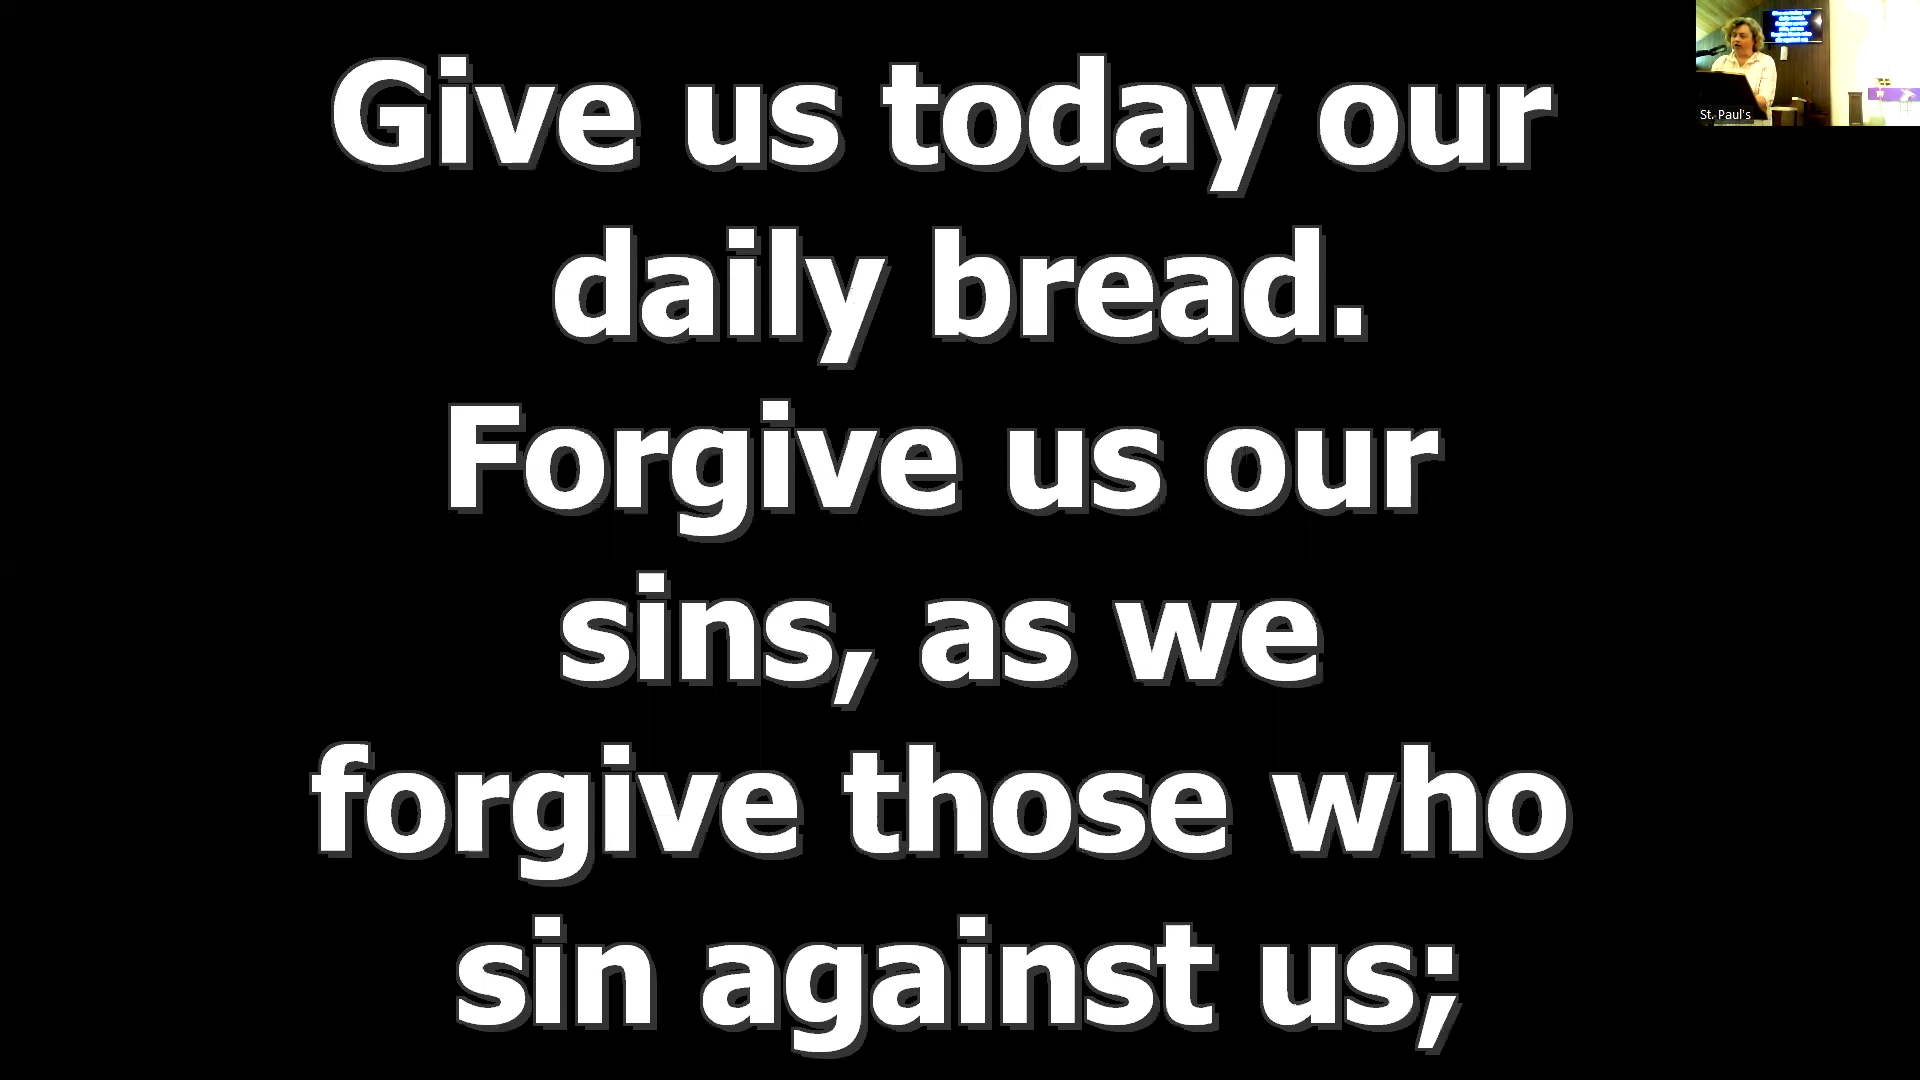 Give us today our
daily bread.
Forgive us our
sins, as we
forgive those who
sin against us;
St. Paul's